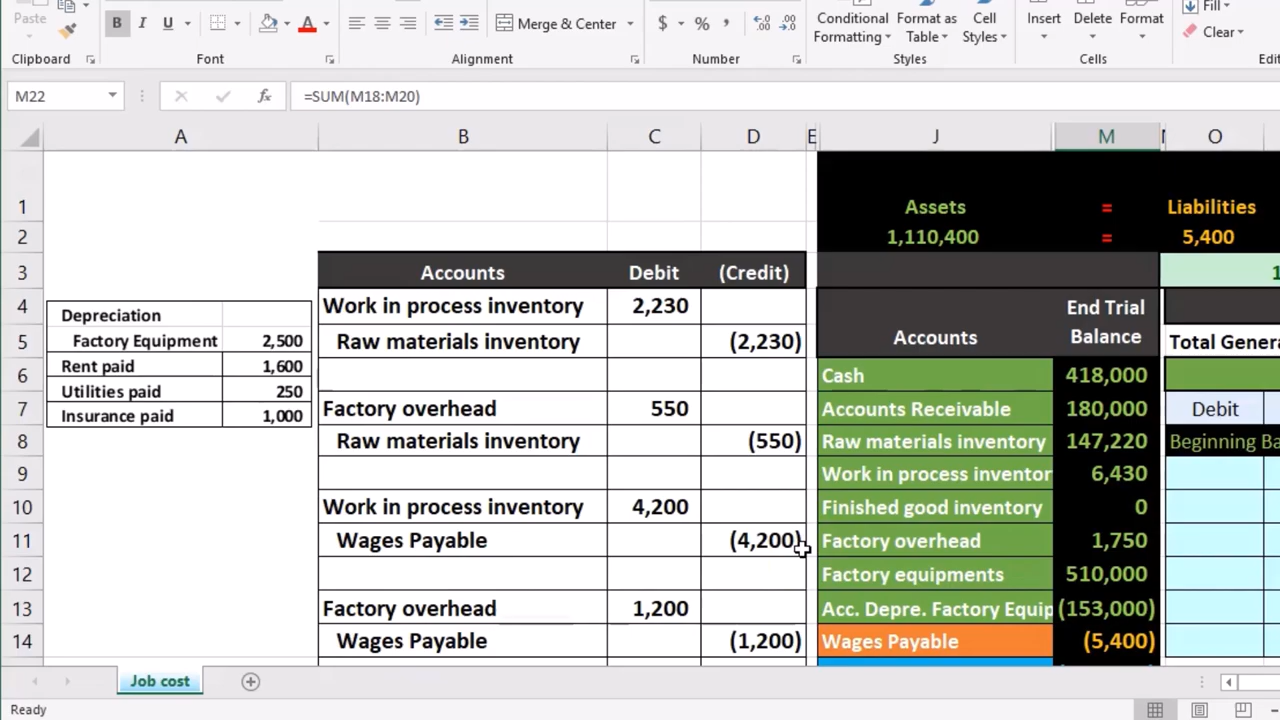 Paste
B I U A
Merge & Center
$ % ,
Conditional Formatting
Format as Table
Cell Styles
Insert
Delete
Format
Fill
Clear
Clipboard
Font
Alignment
Number
Styles
Cells
M22
fx
=SUM(M18:M20)
A B C D E J M O
1 Assets = Liabilities
2 1,110,400 = 5,400
3 Accounts Debit (Credit)
4 Work in process inventory 2,230 End Trial
5 Raw materials inventory (2,230) Accounts Balance
Depreciation
Factory Equipment 2,500
Rent paid 1,600
Utilities paid 250
Insurance paid 1,000
6 Cash 418,000
7 Factory overhead 550 Accounts Receivable 180,000 Debit
8 Raw materials inventory (550) Raw materials inventory 147,220
9 Work in process inventor 6,430
10 Work in process inventory 4,200 Finished good inventory 0
11 Wages Payable (4,200) Factory overhead 1,750
12 Factory equipments 510,000
13 Factory overhead 1,200 Acc. Depre. Factory Equip (153,000)
14 Wages Payable (1,200) Wages Payable (5,400)
Job cost
Ready